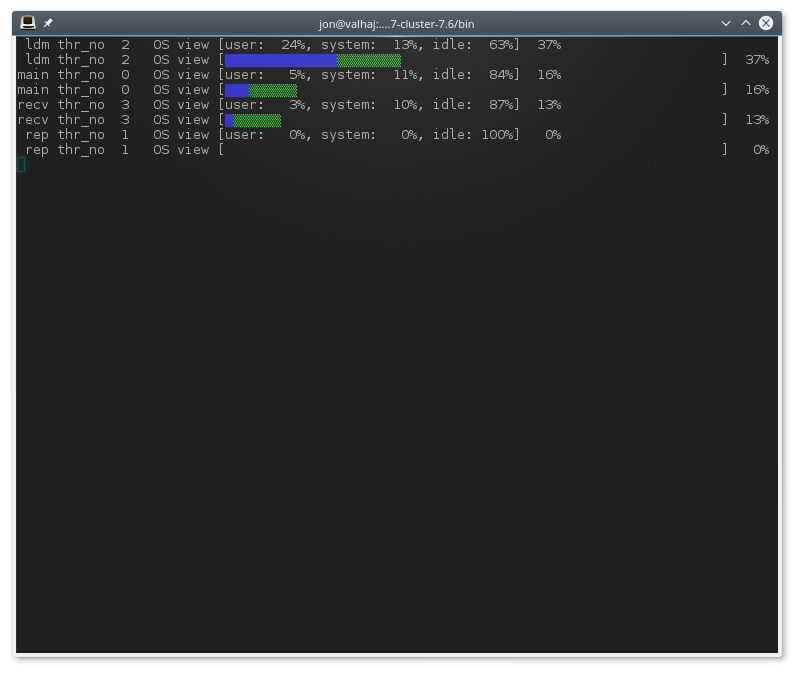 jon@valhaj:....7-cluster-7.6/bin
ldm thr_no  2   OS view [user:  24%, system:  13%, idle:  63%]  37%
ldm thr_no  2   OS view [                                                              ]  37%
main thr_no  0   OS view [user:   5%, system:  11%, idle:  84%]  16%
main thr_no  0   OS view [                                                              ]  16%
recv thr_no  3   OS view [user:   3%, system:  10%, idle:  87%]  13%
recv thr_no  3   OS view [                                                              ]  13%
rep thr_no  1   OS view [user:   0%, system:   0%, idle: 100%]   0%
rep thr_no  1   OS view [                                                              ]   0%